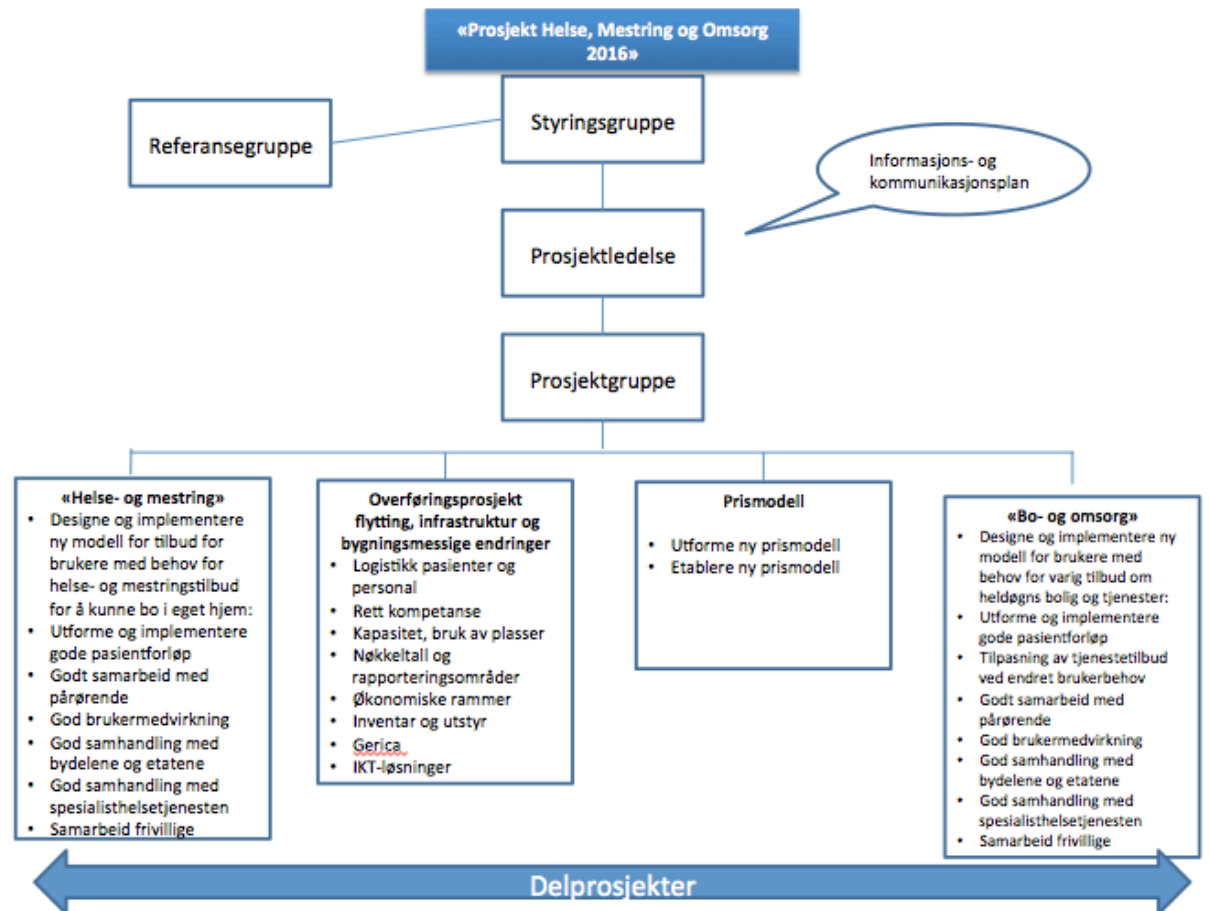 «Prosjekt Helse, Mestring og Omsorg
2016»
Styringsgruppe
Referansegruppe
Informasjons- og
kommunikasjonsplan
Prosjektledelse
Prosjektgruppe
«Helse- og mestring»
• Designe og implementere
ny modell for tilbud for
brukere med behov for
helse- og mestringstilbud
for å kunne bo i eget hjem:
• Utforme og implementere
gode pasientforløp
• Godt samarbeid med
pårørende
• God brukermedvirkning
• God samhandling med
bydelene og etatene
• God samhandling med
spesialisthelsetjenesten
• Samarbeid frivillige
Overføringsprosjekt
flytting, infrastruktur og
bygningsmessige endringer
• Logistikk pasienter og
personal
• Rett kompetanse
• Kapasitet, bruk av plasser
• Nøkkeltall og
rapporteringsområder
• Økonomiske rammer
• Inventar og utstyr
• Gerica
• IKT-løsninger
Prismodell
• Utforme ny prismodell
• Etablere ny prismodell
«Bo- og omsorg»
• Designe og implementere ny
modell for brukere med
behov for varig tilbud om
heldøgns bolig og tjenester:
• Utforme og implementere
gode pasientforløp
• Tilpasning av tjenestetilbud
ved endret brukerbehov
• Godt samarbeid med
pårørende
• God brukermedvirkning
• God samhandling med
bydelene og etatene
• God samhandling med
spesialisthelsetjenesten
• Samarbeid frivillige
Delprosjekter